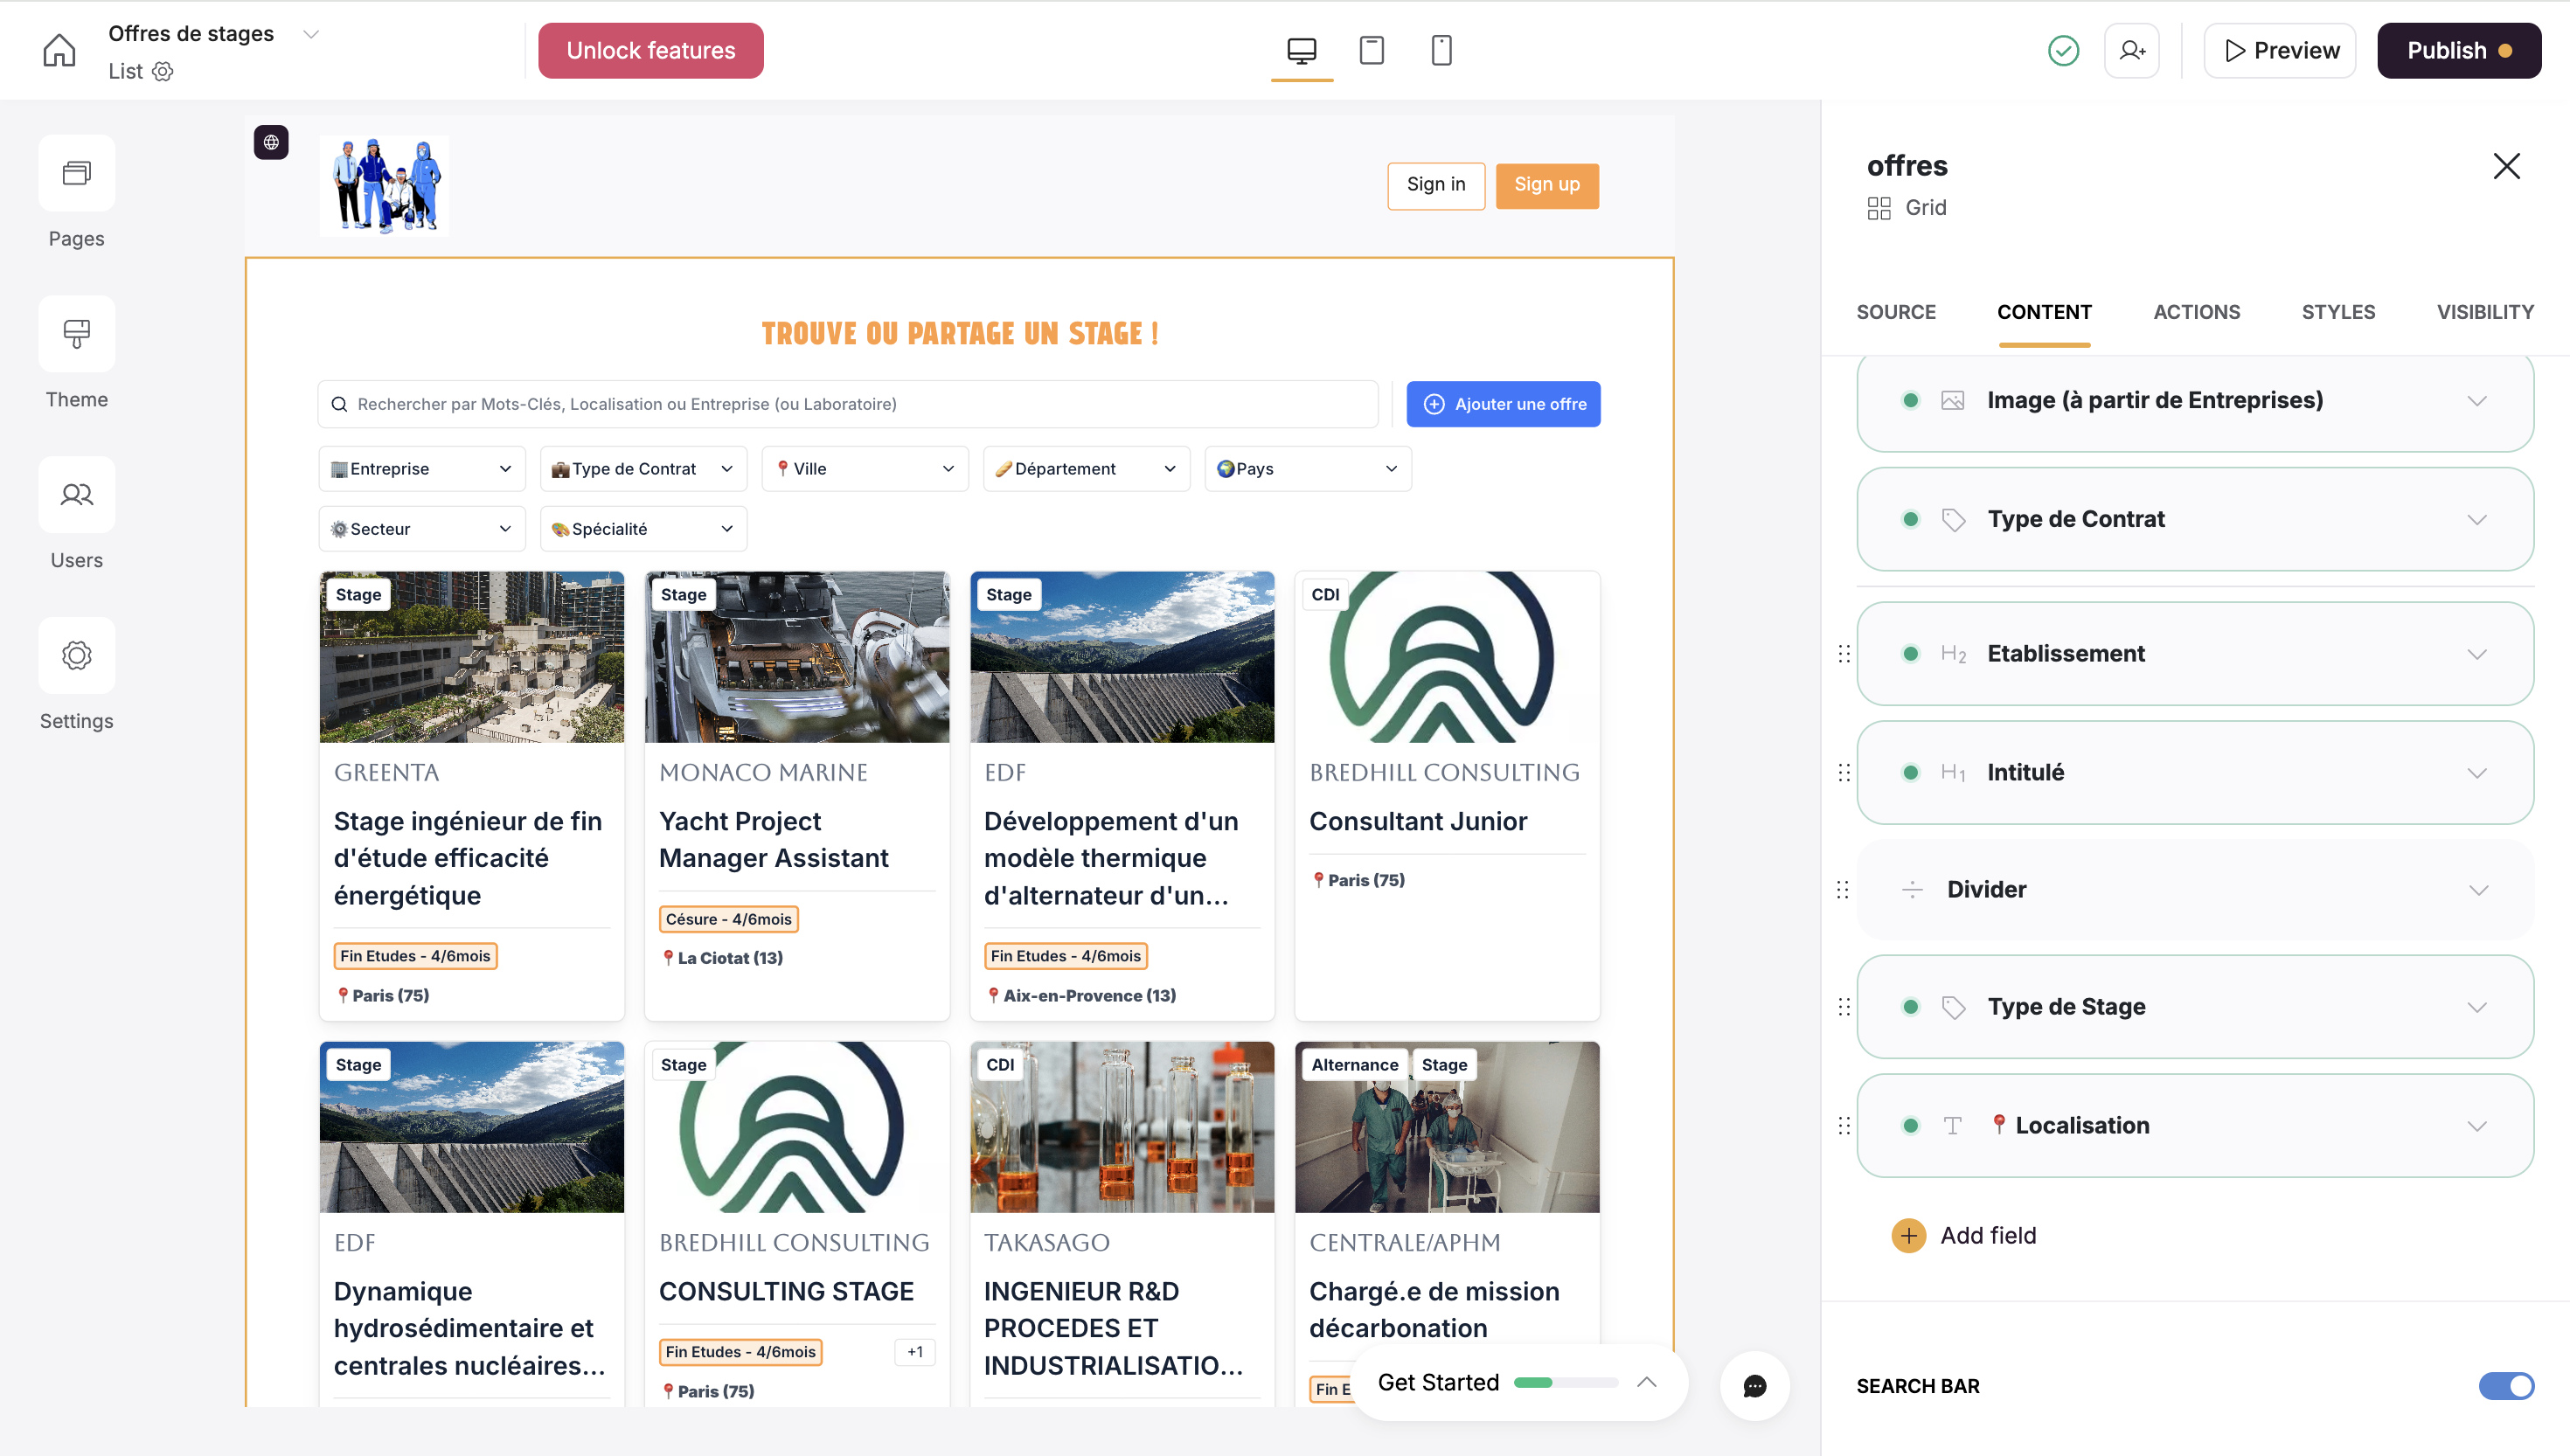 Offres de stages
List
Unlock features
Preview
Publish
Pages
Theme
Users
Settings
Sign in
Sign up
TROUVE OU PARTAGE UN STAGE !
Rechercher par Mots-Clés, Localisation ou Entreprise (ou Laboratoire)
Ajouter une offre
🏢Entreprise
💼Type de Contrat
📍Ville
🥖Département
🌍Pays
⚙️Secteur
🎨Spécialité
Stage
GREENTA
Stage ingénieur de fin
d'étude efficacité
énergétique
Fin Etudes - 4/6mois
📍Paris (75)
Stage
MONACO MARINE
Yacht Project
Manager Assistant
Césure - 4/6mois
📍La Ciotat (13)
Stage
EDF
Développement d'un
modèle thermique
d'alternateur d'un...
Fin Etudes - 4/6mois
📍Aix-en-Provence (13)
CDI
BREDHILL CONSULTING
Consultant Junior
📍Paris (75)
Stage
EDF
Dynamique
hydrosédimentaire et
centrales nucléaires...
Stage
BREDHILL CONSULTING
CONSULTING STAGE
Fin Etudes - 4/6mois
+1
📍Paris (75)
CDI
TAKASAGO
INGENIEUR R&D
PROCEDES ET
INDUSTRIALISATIO...
Alternance
Stage
CENTRALE/APHM
Chargé.e de mission
décarbonation
Fin E
Get Started
offres
Grid
SOURCE
CONTENT
ACTIONS
STYLES
VISIBILITY
Image (à partir de Entreprises)
Type de Contrat
H2 Etablissement
H1 Intitulé
Divider
Type de Stage
T 📍 Localisation
Add field
SEARCH BAR